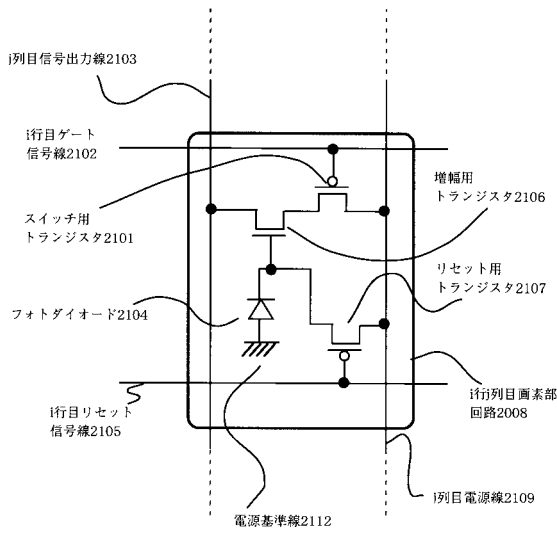 j列目信号出力線2103
i行目ゲート
信号線2102
増幅用
トランジスタ2106
スイッチ用
トランジスタ2101
リセット用
トランジスタ2107
フォトダイオード2104
i行j列目画素部
回路2008
i行目リセット
信号線2105
j列目電源線2109
電源基準線2112